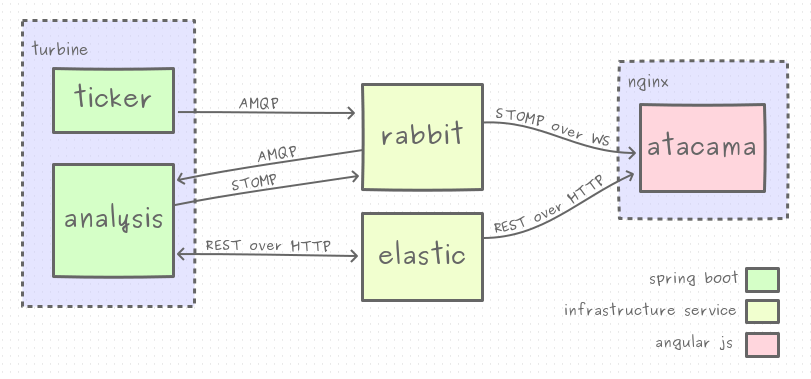 turbine
ticker
AMQP
rabbit
STOMP over WS
nginx
atacama
AMQP
STOMP
analysis
REST over HTTP
elastic
REST over HTTP
spring boot
infrastructure service
angular js